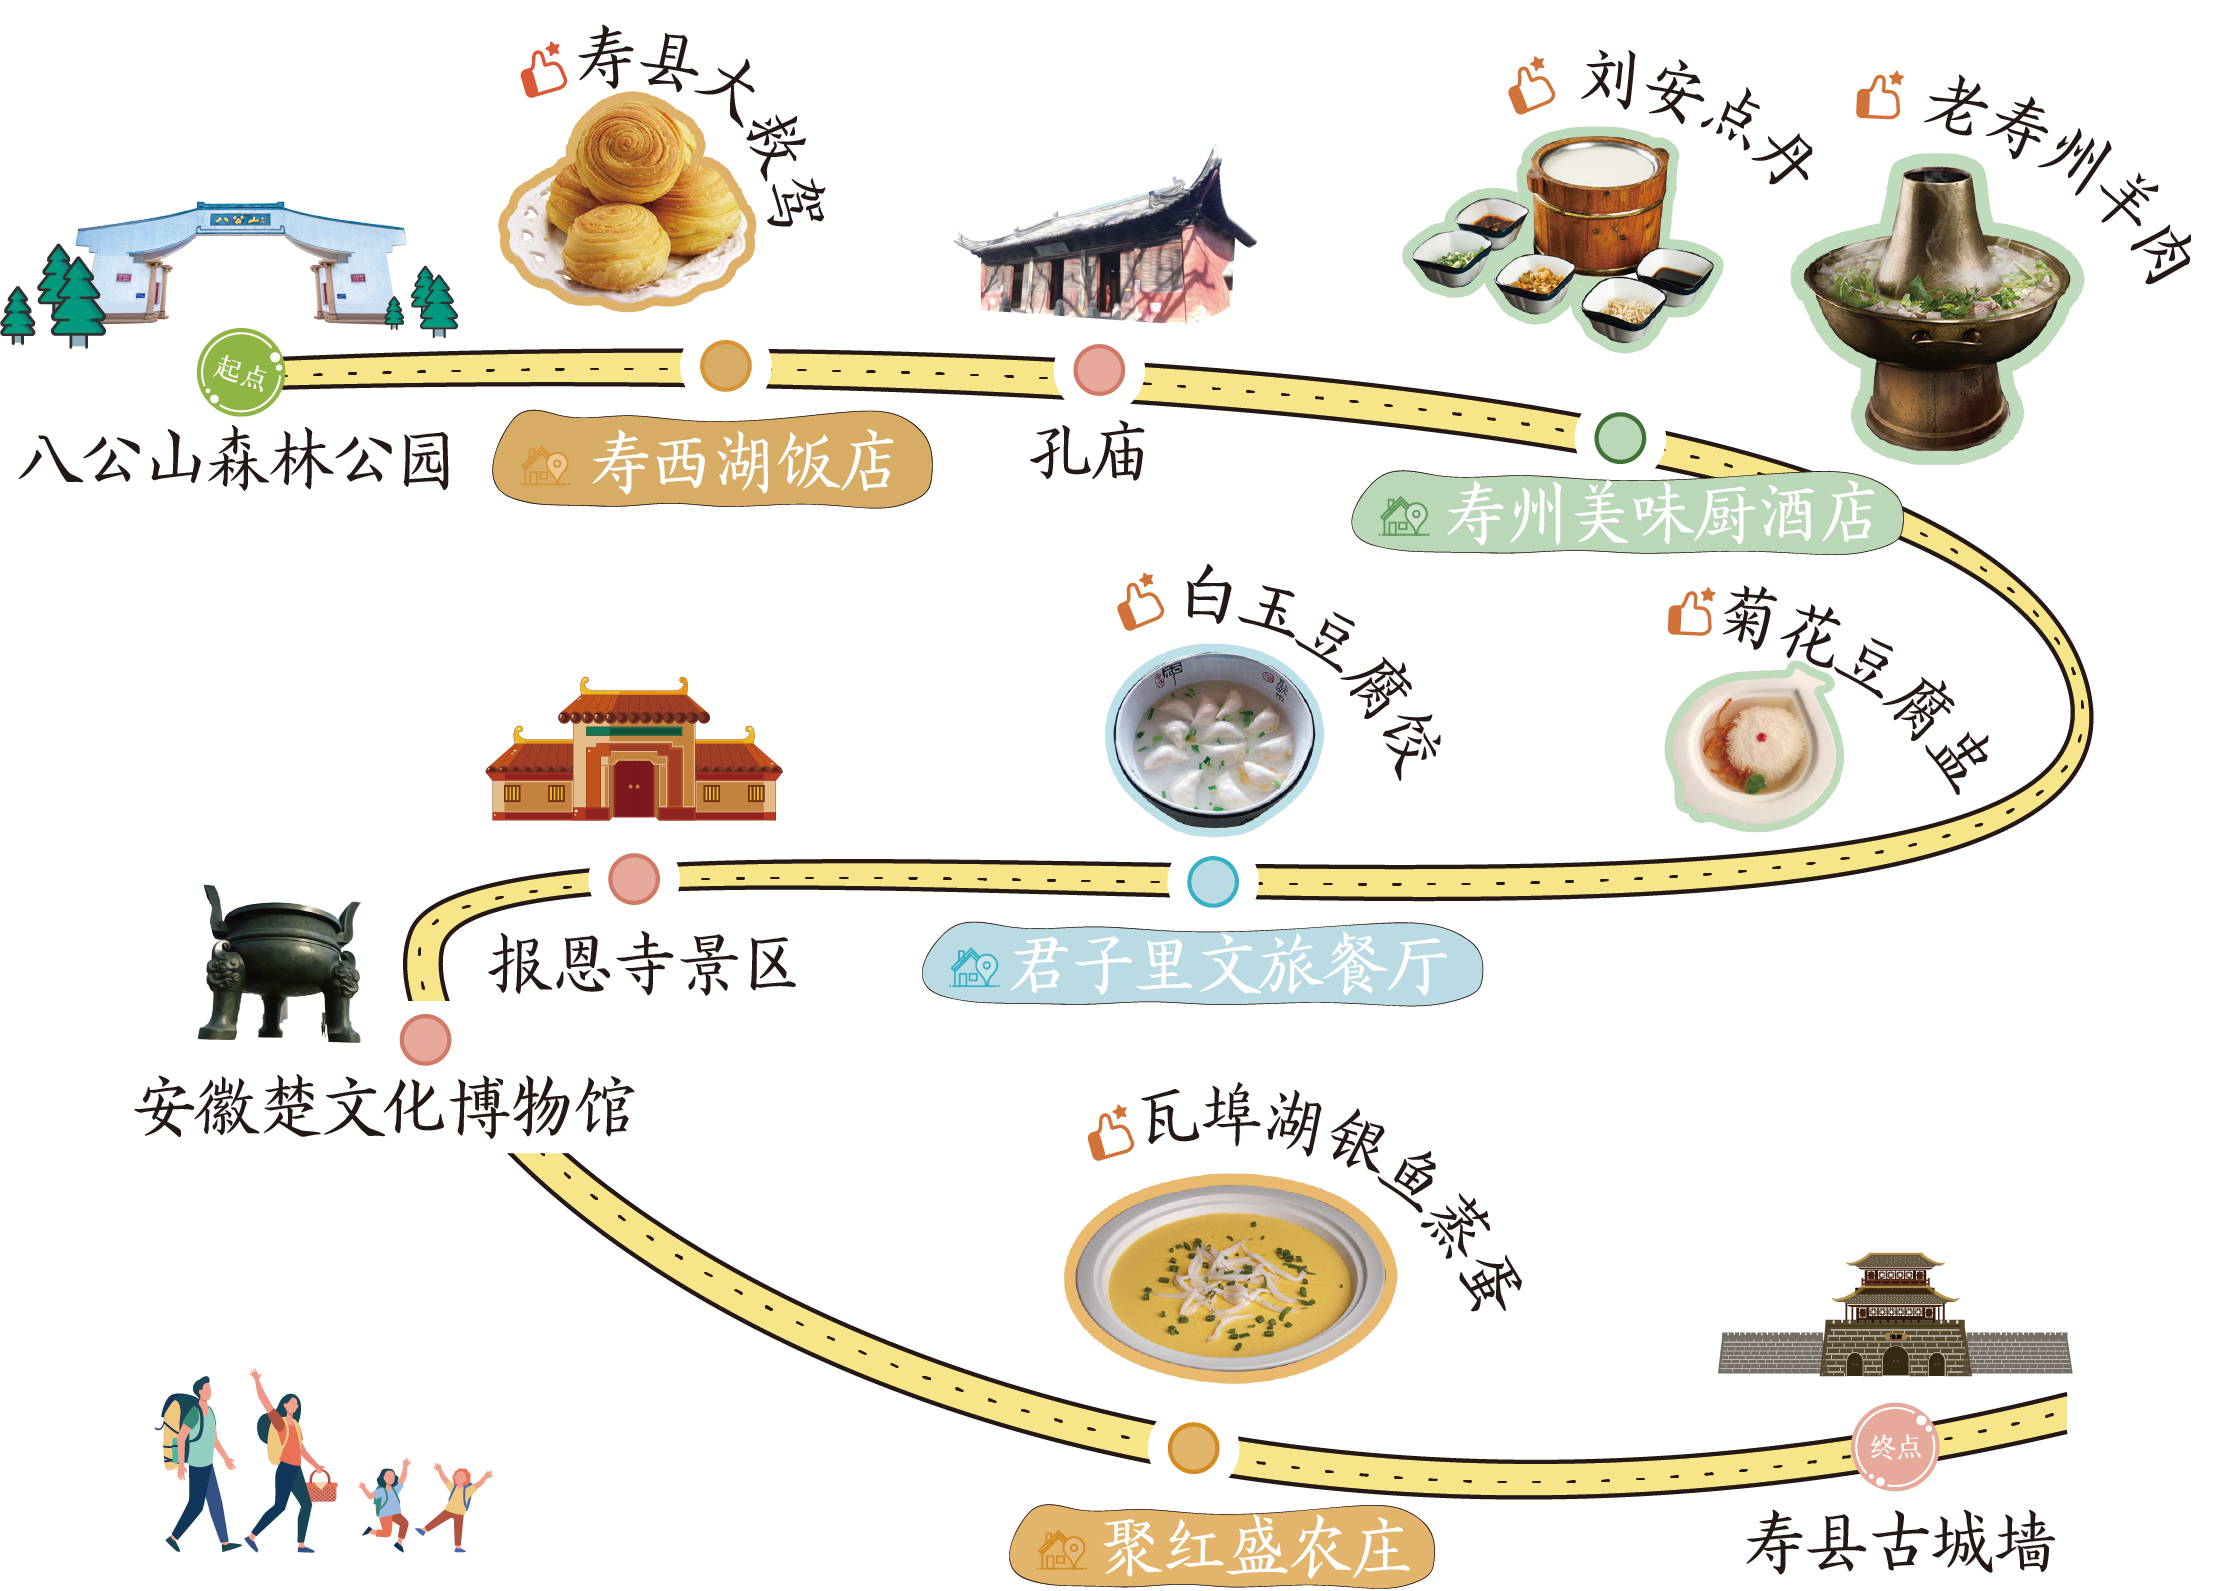 寿县大救驾
刘安点丹
老寿州羊肉
八公山
起点
八公山森林公园
寿西湖饭店
孔庙
寿州美味厨酒店
白玉豆腐饺
菊花豆腐盅
报恩寺景区
君子里文旅餐厅
安徽楚文化博物馆
瓦埠湖银鱼蒸蛋
终点
聚红盛农庄
寿县古城墙